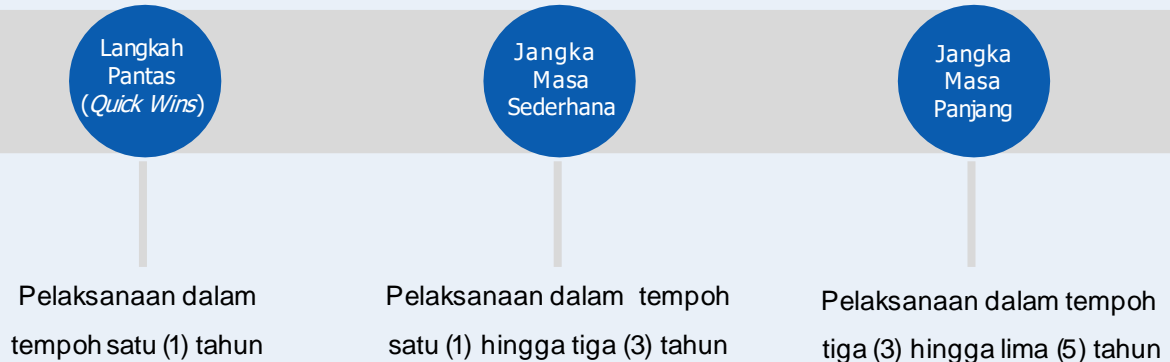 Langkah
Pantas
(Quick Wins)
Jangka
Masa
Sederhana
Jangka
Masa
Panjang
Pelaksanaan dalam
tempoh satu (1) tahun
Pelaksanaan dalam tempoh
satu (1) hingga tiga (3) tahun
Pelaksanaan dalam tempoh
tiga (3) hingga lima (5) tahun